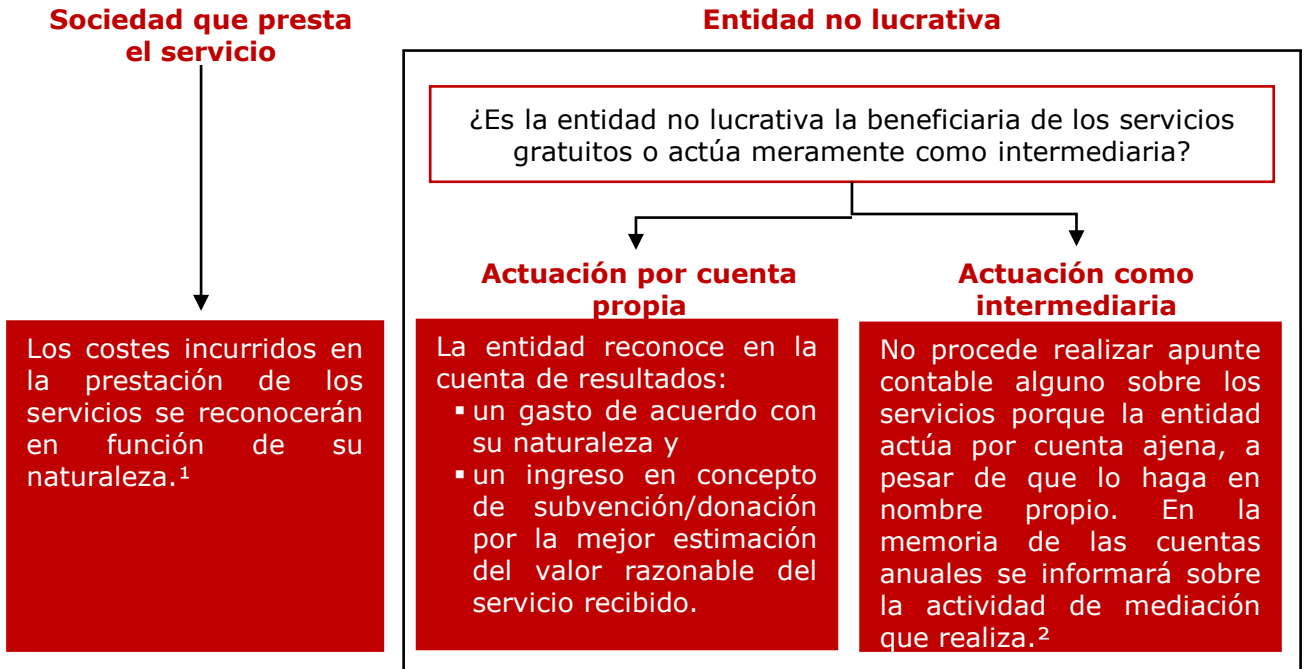 Sociedad que presta
el servicio
Los costes incurridos en
la prestación de los
servicios se reconocerán
en función de su
naturaleza.¹
Entidad no lucrativa
¿Es la entidad no lucrativa la beneficiaria de los servicios
gratuitos o actúa meramente como intermediaria?
Actuación por cuenta
propia
La entidad reconoce en la
cuenta de resultados:
▪ un gasto de acuerdo con
su naturaleza y
▪ un ingreso en concepto
de subvención/donación
por la mejor estimación
del valor razonable del
servicio recibido.
Actuación como
intermediaria
No procede realizar apunte
contable alguno sobre los
servicios porque la entidad
actúa por cuenta ajena, a
pesar de que lo haga en
nombre propio. En la
memoria de las cuentas
anuales se informará sobre
la actividad de mediación
que realiza.²